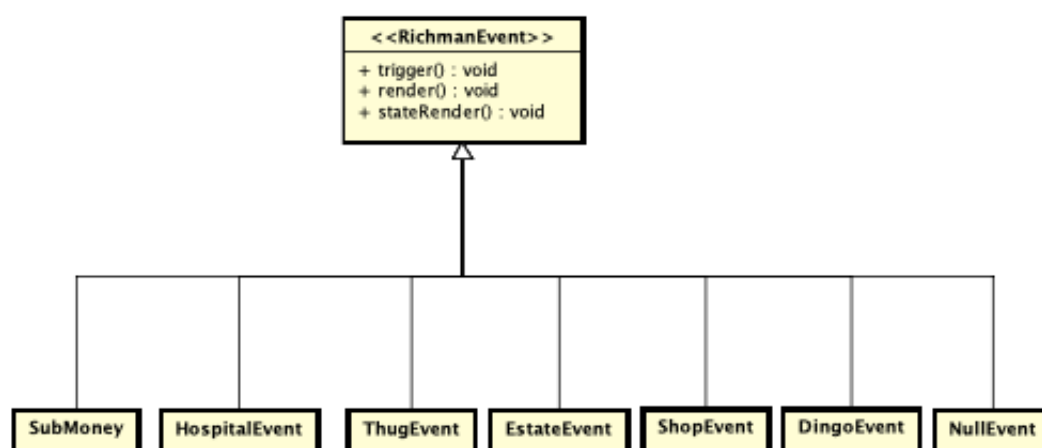 <<RichmanEvent>>
+ trigger() : void
+ render() : void
+ stateRender() : void
SubMoney
HospitalEvent
ThugEvent
EstateEvent
ShopEvent
DingoEvent
NullEvent